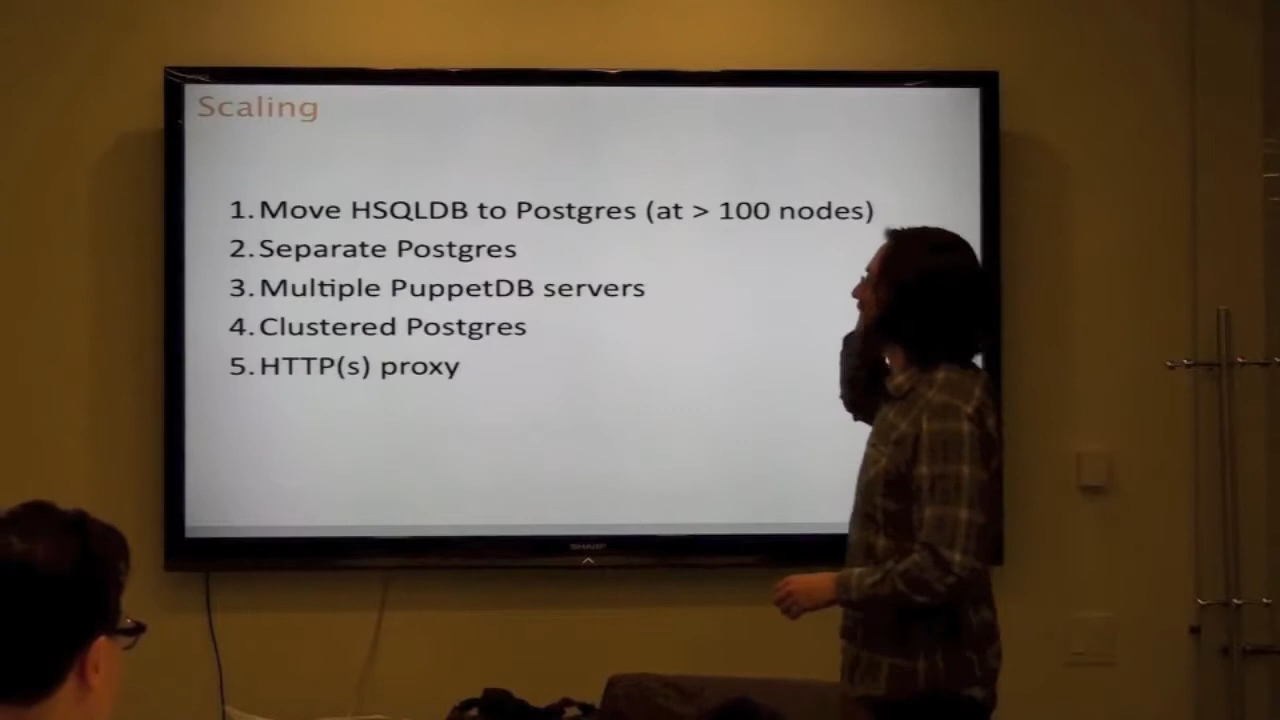 Scaling
1. Move HSQLDB to Postgres (at > 100 nodes)
2. Separate Postgres
3. Multiple PuppetDB servers
4. Clustered Postgres
5. HTTP(s) proxy
SHARP